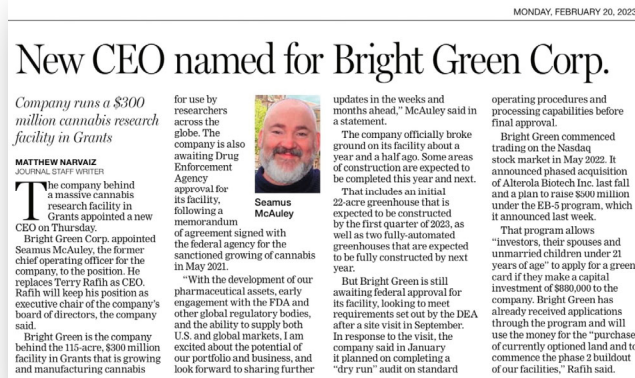 MONDAY, FEBRUARY 20, 2023
New CEO named for Bright Green Corp.
Company runs a $300
million cannabis research
facility in Grants
MATTHEW NARVAIZ
JOURNAL STAFF WRITER
The company behind
a massive cannabis
research facility in
Grants appointed a new
CEO on Thursday.
Bright Green Corp. appointed
Seamus McAuley, the former
chief operating officer for the
company, to the position. He
replaces Terry Rafih as CEO.
Rafih will keep his position as
executive chair of the company's
board of directors, the company
said.
Bright Green is the company
behind the 115-acre, $300 million
facility in Grants that is growing
and manufacturing cannabis
for use by
researchers
across the
globe. The
company is also
awaiting Drug
Enforcement
Agency
approval for
its facility,
following a
memorandum
of agreement signed with
the federal agency for the
sanctioned growing of cannabis
in May 2021.
"With the development of our
pharmaceutical assets, early
engagement with the FDA and
other global regulatory bodies,
and the ability to supply both
U.S. and global markets, I am
excited about the potential of
our portfolio and business, and
look forward to sharing further
Seamus
McAuley
updates in the weeks and
months ahead," McAuley said in
a statement.
The company officially broke
ground on its facility about a
year and a half ago. Some areas
of construction are expected to
be completed this year and next.
That includes an initial
22-acre greenhouse that is
expected to be constructed
by the first quarter of 2023, as
well as two fully-automated
greenhouses that are expected
to be fully constructed by next
year.
But Bright Green is still
awaiting federal approval for
its facility, looking to meet
requirements set out by the DEA
after a site visit in September.
In response to the visit, the
company said in January
it planned on completing a
"dry run" audit on standard
operating procedures and
processing capabilities before
final approval.
Bright Green commenced
trading on the Nasdaq
stock market in May 2022. It
announced phased acquisition
of Alterola Biotech Inc. last fall
and a plan to raise $500 million
under the EB-5 program, which
it announced last week.
That program allows
"investors, their spouses and
unmarried children under 21
years of age" to apply for a green
card if they make a capital
investment of $880,000 to the
company. Bright Green has
already received applications
through the program and will
use the money for the "purchase
of currently optioned land and to
commence the phase 2 buildout
of our facilities," Rafih said.